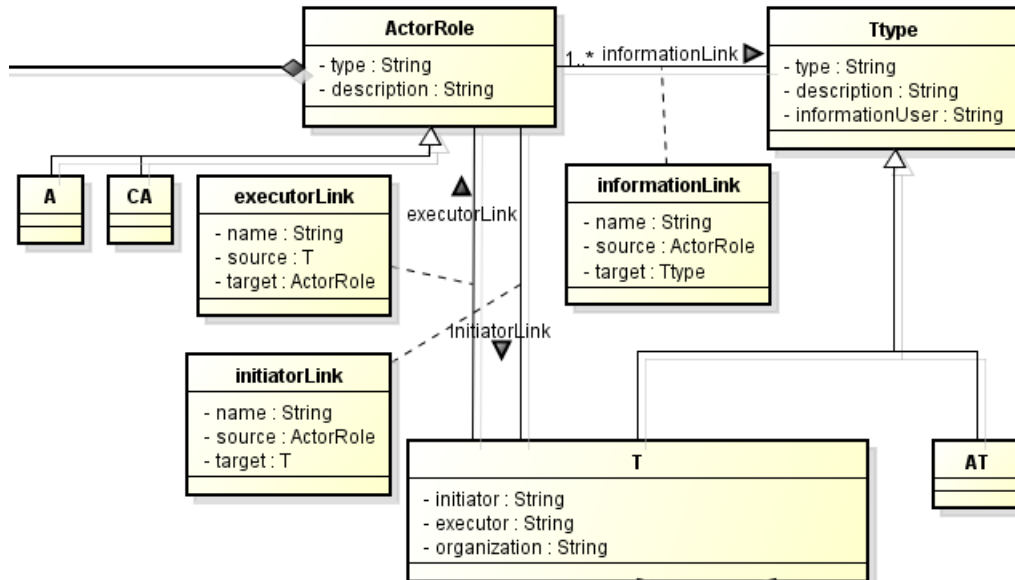 ActorRole
- type : String
- description : String
1..* informationLink
Ttype
- type : String
- description : String
- informationUser : String
A
CA
executorLink
- name : String
- source : T
- target : ActorRole
executorLink
informationLink
- name : String
- source : ActorRole
- target : Ttype
initiatorLink
initiatorLink
- name : String
- source : ActorRole
- target : T
T
- initiator : String
- executor : String
- organization : String
AT